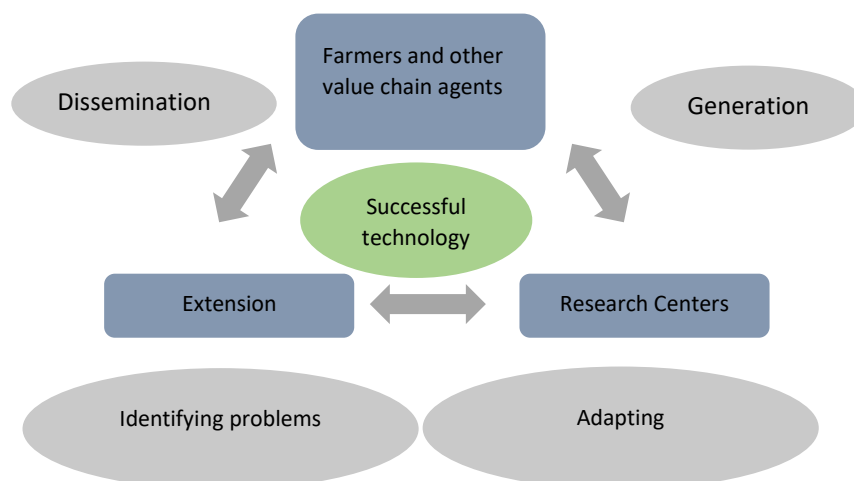 Farmers and other
value chain agents
Dissemination
Generation
Successful
technology
Extension
Research Centers
Identifying problems
Adapting